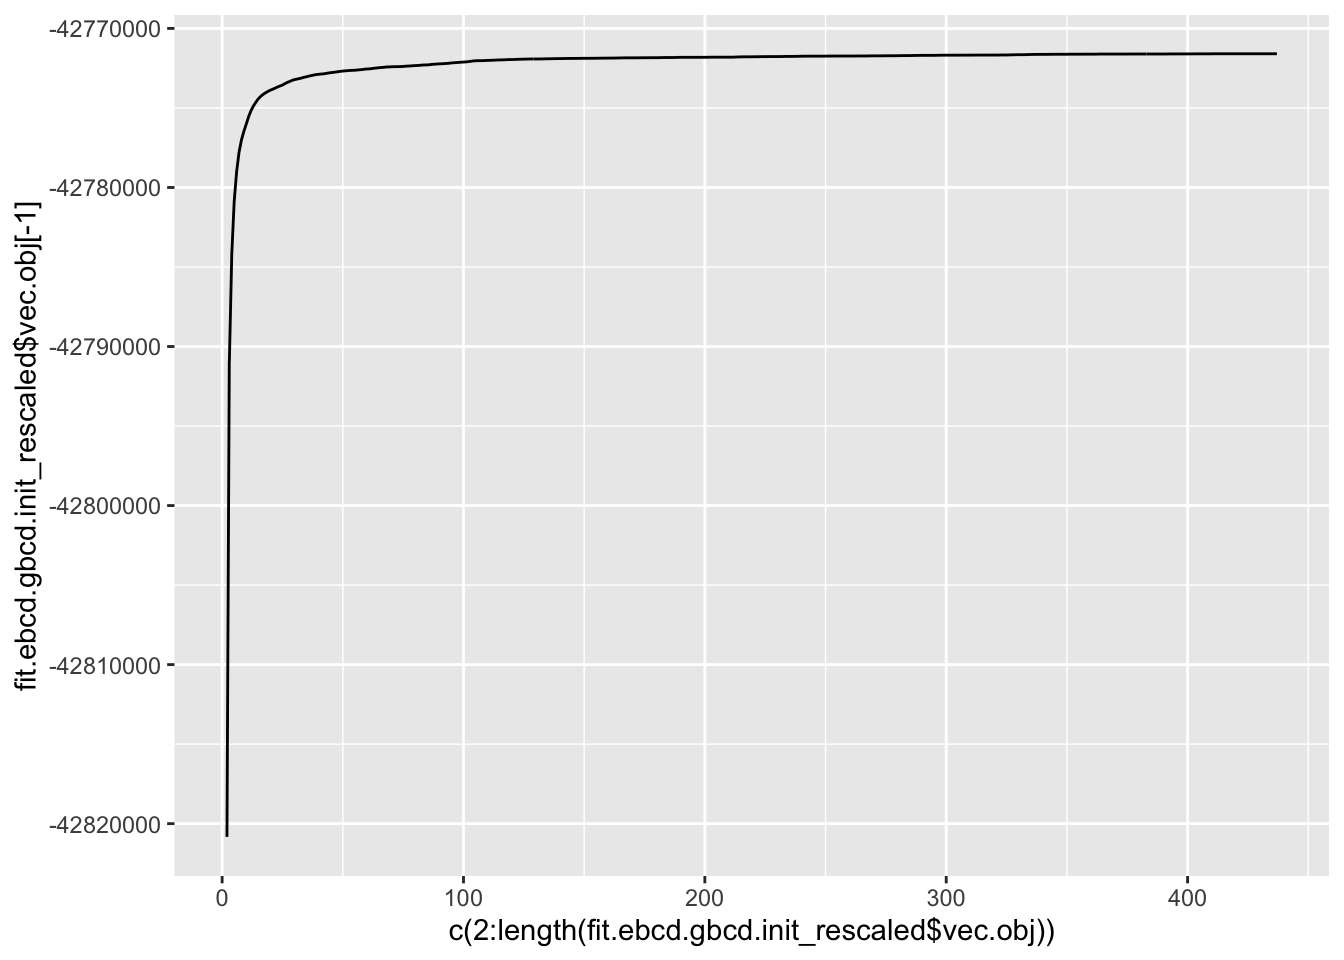 fit.ebcd.gbcd.init_rescaled$vec.obj[-1]
-42770000
-42780000
-42790000
-42800000
-42810000
-42820000
0 100 200 300 400
c(2:length(fit.ebcd.gbcd.init_rescaled$vec.obj))